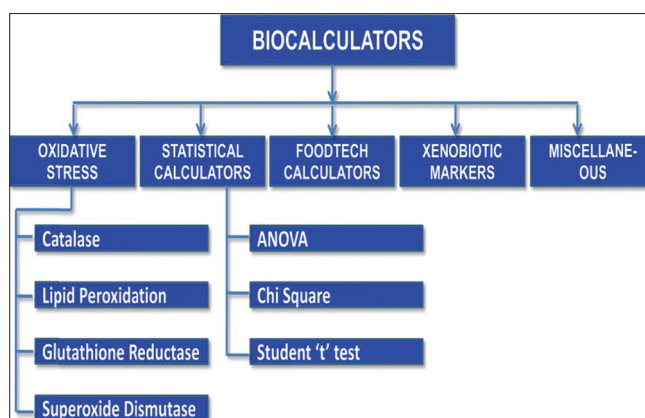 BIOCALCULATORS
OXIDATIVE
STRESS
STATISTICAL
CALCULATORS
FOODTECH
CALCULATORS
XENOBIOTIC
MARKERS
MISCELLANE-
OUS
Catalase
Lipid Peroxidation
Glutathione Reductase
Superoxide Dismutase
ANOVA
Chi Square
Student ‘t’ test